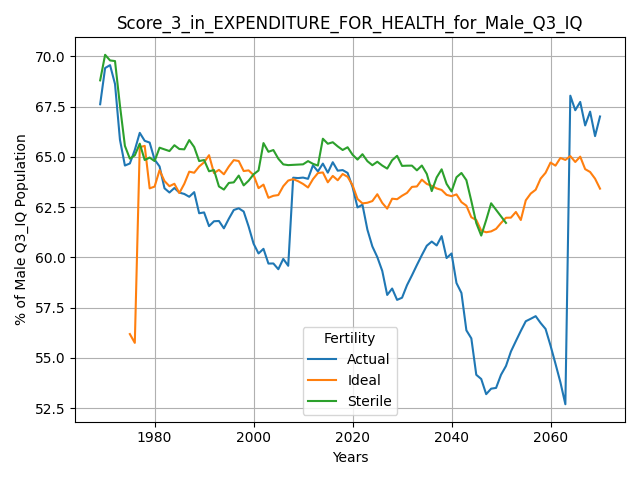 Score_3_in_EXPENDITURE_FOR_HEALTH_for_Male_Q3_IQ
% of Male Q3_IQ Population
70.0
67.5
65.0
62.5
60.0
57.5
55.0
52.5
Fertility
Actual
Ideal
Sterile
1980 2000 2020 2040 2060
Years